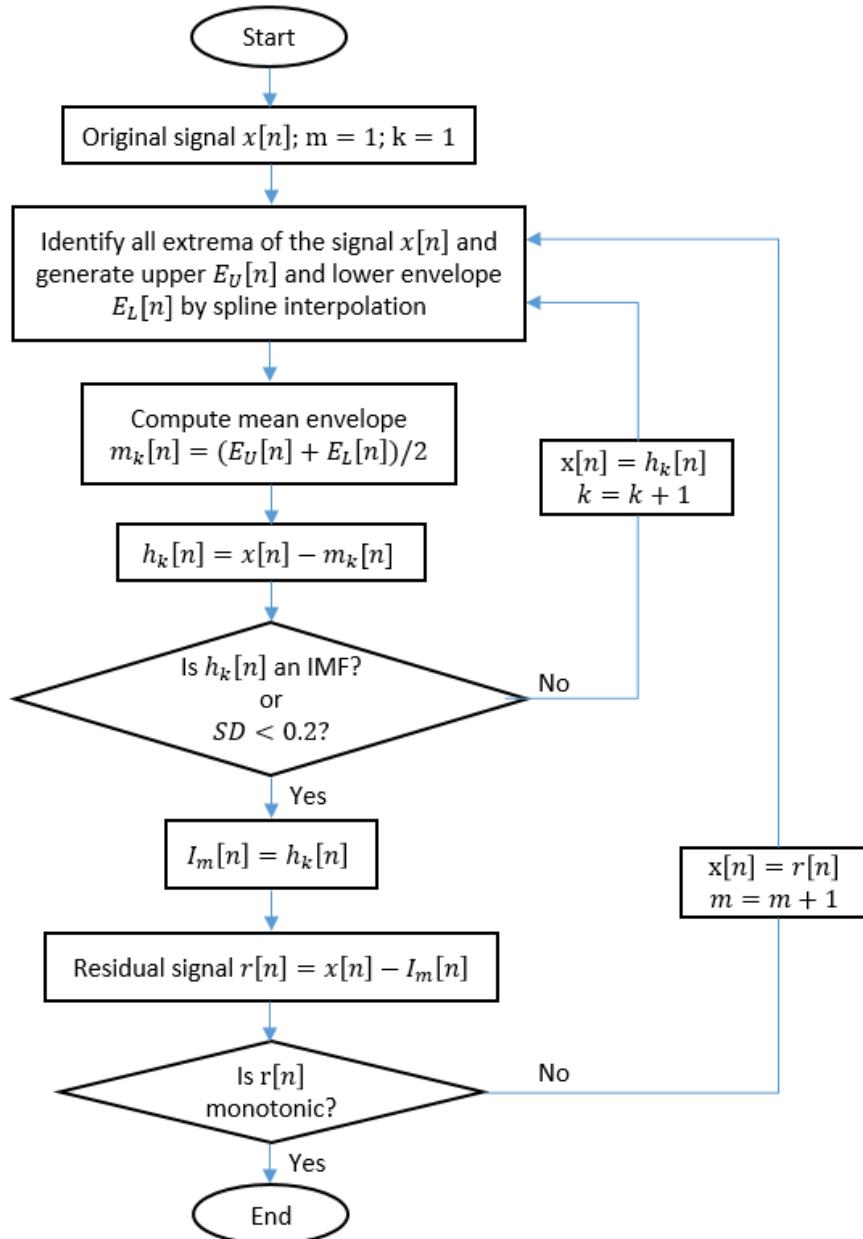 Start
Original signal x[n]; m = 1; k = 1
Identify all extrema of the signal x[n] and
generate upper E_U[n] and lower envelope
E_L[n] by spline interpolation
Compute mean envelope
m_k[n] = (E_U[n] + E_L[n])/2
x[n] = h_k[n]
k = k + 1
h_k[n] = x[n] − m_k[n]
Is h_k[n] an IMF?
or
SD < 0.2?
No
Yes
I_m[n] = h_k[n]
x[n] = r[n]
m = m + 1
Residual signal r[n] = x[n] − I_m[n]
Is r[n]
monotonic?
No
Yes
End